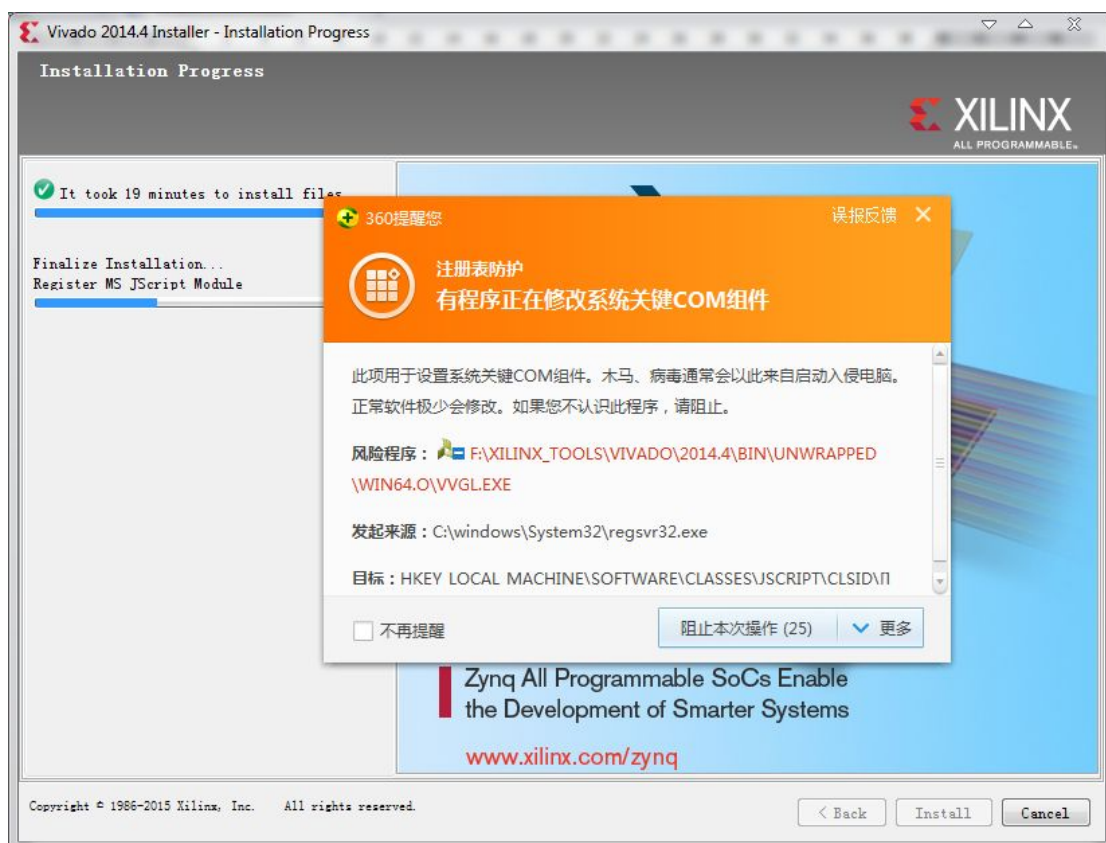 Vivado 2014.4 Installer - Installation Progress
Installation Progress
XILINX
ALL PROGRAMMABLE™
It took 19 minutes to install files
Finalize Installation...
Register MS JScript Module
360提醒您
误报反馈
注册表防护
有程序正在修改系统关键COM组件
此项用于设置系统关键COM组件。木马、病毒通常会以此来自启动入侵电脑。
正常软件极少会修改。如果您不认识此程序，请阻止。
风险程序： F:\XILINX_TOOLS\VIVADO\2014.4\BIN\UNWRAPPED
\WIN64.O\VVGL.EXE
发起来源：C:\windows\System32\regsvr32.exe
目标：HKEY LOCAL MACHINE\SOFTWARE\CLASSES\JSCRIPT\CLSID\
不再提醒
阻止本次操作 (25)
更多
Zynq All Programmable SoCs Enable
the Development of Smarter Systems
www.xilinx.com/zynq
Copyright © 1986-2015 Xilinx, Inc. All rights reserved.
< Back
Install
Cancel